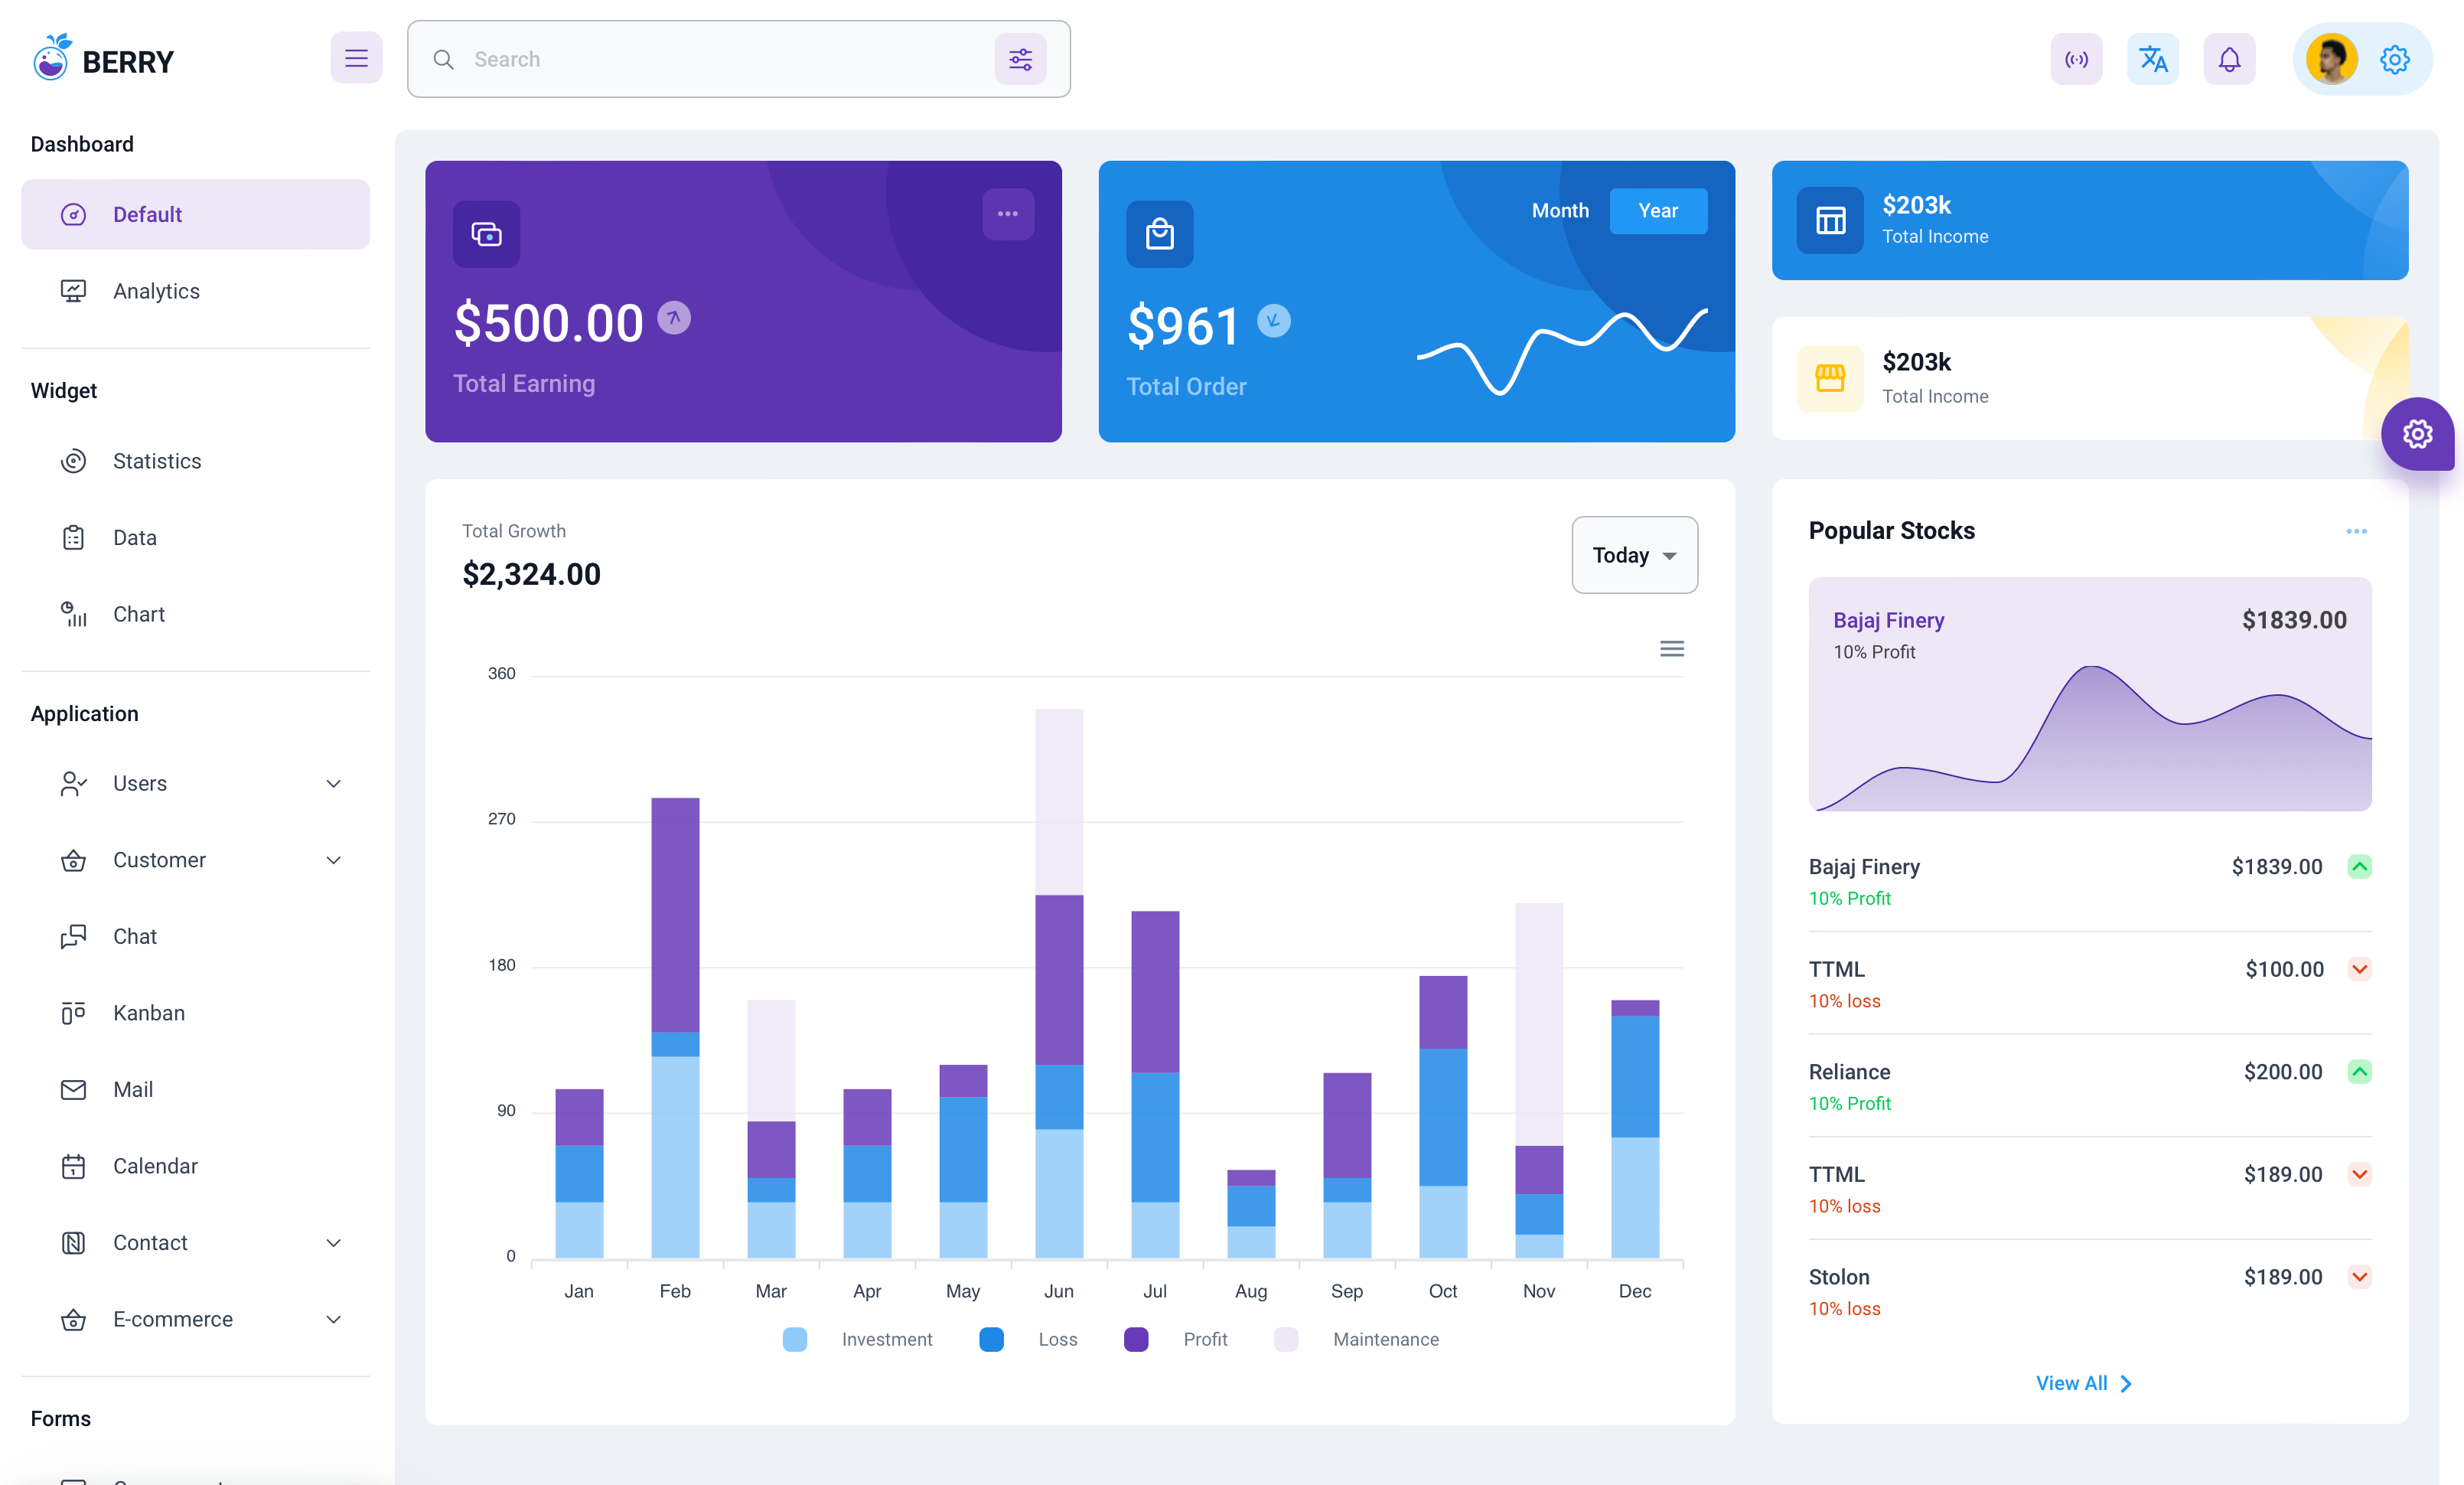 BERRY
Search
Dashboard
Default
Analytics
Widget
Statistics
Data
Chart
Application
Users
Customer
Chat
Kanban
Mail
Calendar
Contact
E-commerce
Forms
$500.00
Total Earning
Month
Year
$961
Total Order
$203k
Total Income
$203k
Total Income
Total Growth
$2,324.00
Today
360
270
180
90
0
Jan Feb Mar Apr May Jun Jul Aug Sep Oct Nov Dec
Investment Loss Profit Maintenance
Popular Stocks
Bajaj Finery $1839.00
10% Profit
Bajaj Finery $1839.00
10% Profit
TTML $100.00
10% loss
Reliance $200.00
10% Profit
TTML $189.00
10% loss
Stolon $189.00
10% loss
View All